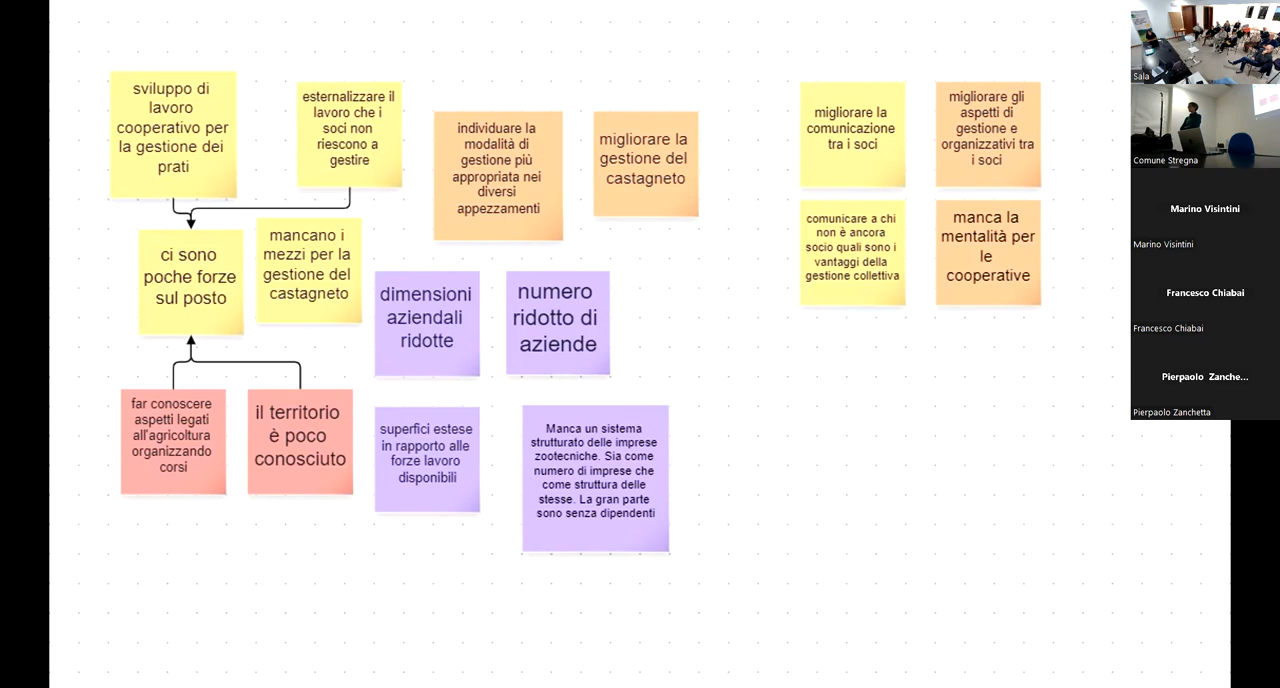 sviluppo di
lavoro
cooperativo per
la gestione dei
prati
esternalizzare il
lavoro che i
soci non
riescono a
gestire
individuare la
modalità di
gestione più
appropriata nei
diversi
appezzamenti
migliorare la
gestione del
castagneto
ci sono
poche forze
sul posto
mancano i
mezzi per la
gestione del
castagneto
dimensioni
aziendali
ridotte
numero
ridotto di
aziende
far conoscere
aspetti legati
all'agricoltura
organizzando
corsi
il territorio
è poco
conosciuto
superfici estese
in rapporto alle
forze lavoro
disponibili
Manca un sistema
strutturato delle imprese
zootecniche. Sia come
numero di imprese che
come struttura delle
stesse. La gran parte
sono senza dipendenti
migliorare la
comunicazione
tra i soci
migliorare gli
aspetti di
gestione e
organizzativi tra
i soci
comunicare a chi
non è ancora
socio quali sono i
vantaggi della
gestione collettiva
manca la
mentalità per
le
cooperative
Sala
Comune Stregna
Marino Visintini
Marino Visintini
Francesco Chiabai
Francesco Chiabai
Pierpaolo Zanche...
Pierpaolo Zanchetta